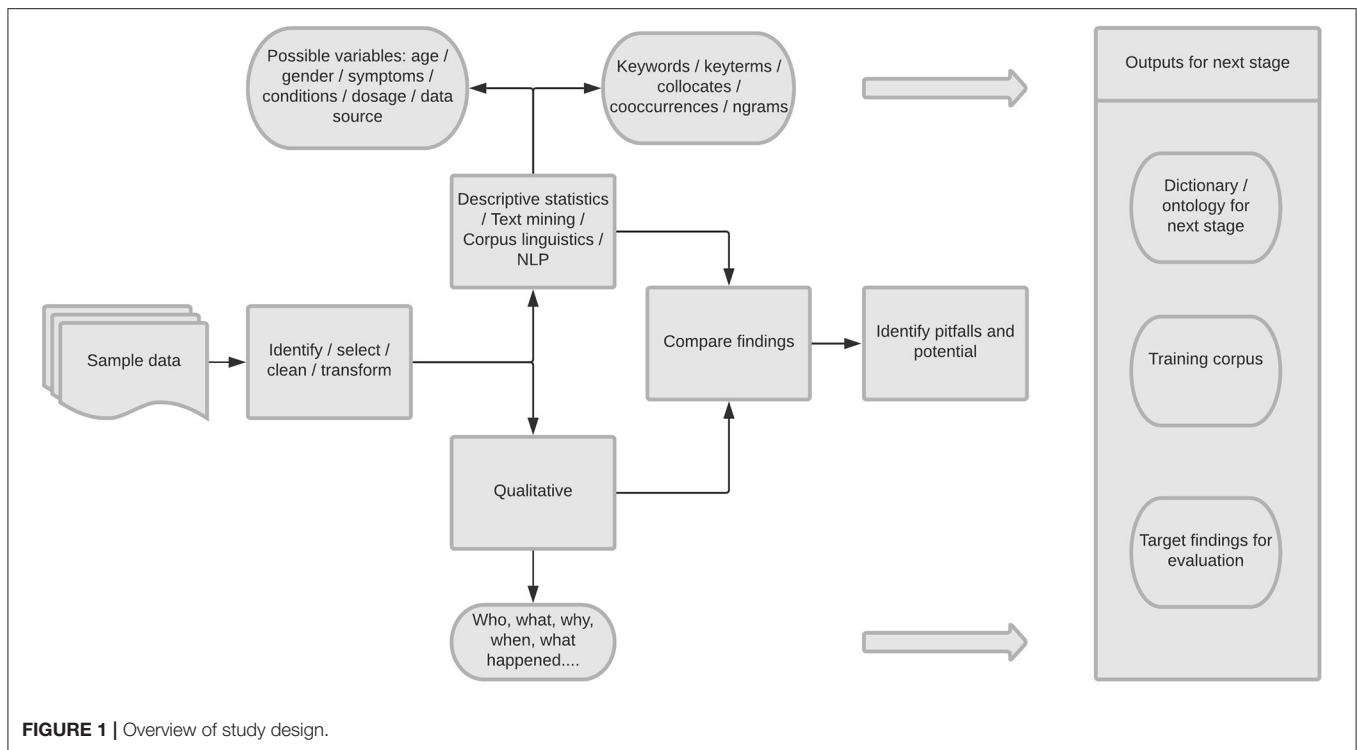 Possible variables: age /
gender / symptoms /
conditions / dosage / data
source
Keywords / keyterms /
collocates /
cooccurrences / ngrams
Outputs for next stage
Descriptive statistics
/ Text mining /
Corpus linguistics /
NLP
Dictionary /
ontology for
next stage
Sample data
Identify / select /
clean / transform
Compare findings
Identify pitfalls and
potential
Training corpus
Qualitative
Target findings for
evaluation
Who, what, why,
when, what
happened....
FIGURE 1 | Overview of study design.